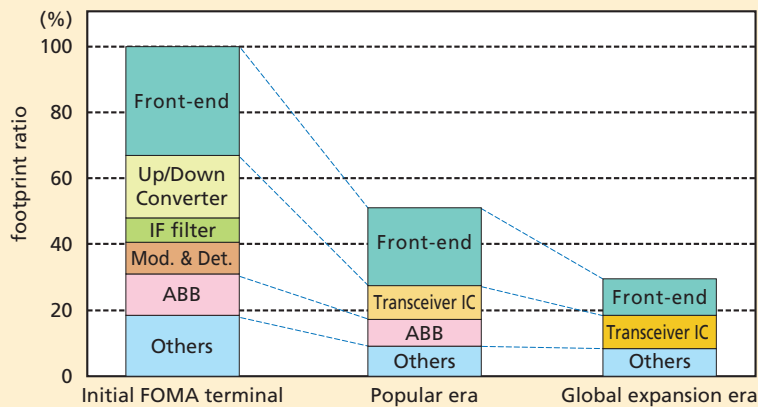 (%)
100
80
60
40
20
0
footprint ratio
Front-end
Up/Down
Converter
IF filter
Mod. & Det.
ABB
Others
Front-end
Transceiver IC
ABB
Others
Front-end
Transceiver IC
Others
Initial FOMA terminal
Popular era
Global expansion era